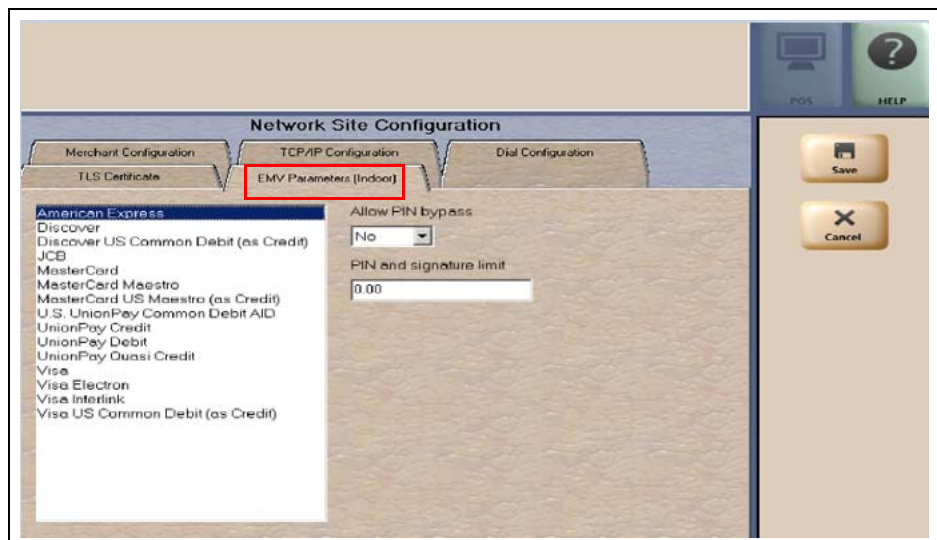 POS
HELP
Network Site Configuration
Merchant Configuration
TCP/IP Configuration
Dial Configuration
TLS Certificate
EMV Parameters (Indoor)
American Express
Discover
Discover US Common Debit (as Credit)
JCB
MasterCard
MasterCard Maestro
MasterCard US Maestro (as Credit)
U.S. UnionPay Common Debit AID
UnionPay Credit
UnionPay Debit
UnionPay Quasi Credit
Visa
Visa Electron
Visa Interlink
Visa US Common Debit (as Credit)
Allow PIN bypass
No
PIN and signature limit
0.00
Save
Cancel